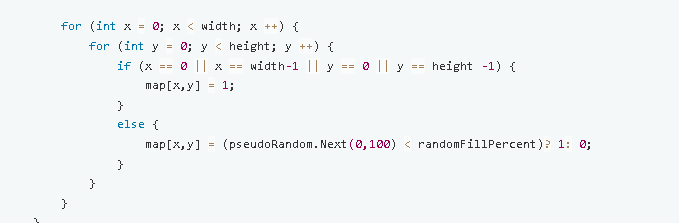 for (int x = 0; x < width; x ++) {
for (int y = 0; y < height; y ++) {
if (x == 0 || x == width-1 || y == 0 || y == height -1) {
map[x,y] = 1;
}
else {
map[x,y] = (pseudoRandom.Next(0,100) < randomFillPercent)? 1: 0;
}
}
}
}